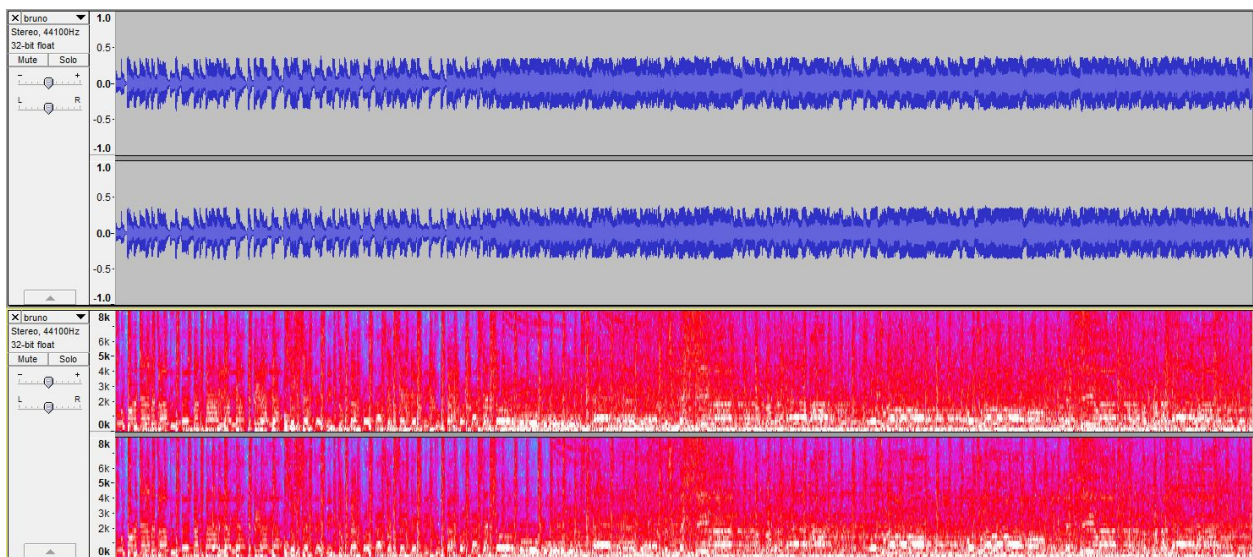 bruno
Stereo, 44100Hz
32-bit float
Mute Solo
- +
L R
1.0
0.5-
0.0-
-0.5-
-1.0
1.0
0.5-
0.0-
-0.5-
-1.0
bruno
Stereo, 44100Hz
32-bit float
Mute Solo
- +
L R
8k
6k-
5k-
4k-
3k-
2k-
0k
8k
6k-
5k-
4k-
3k-
2k-
0k